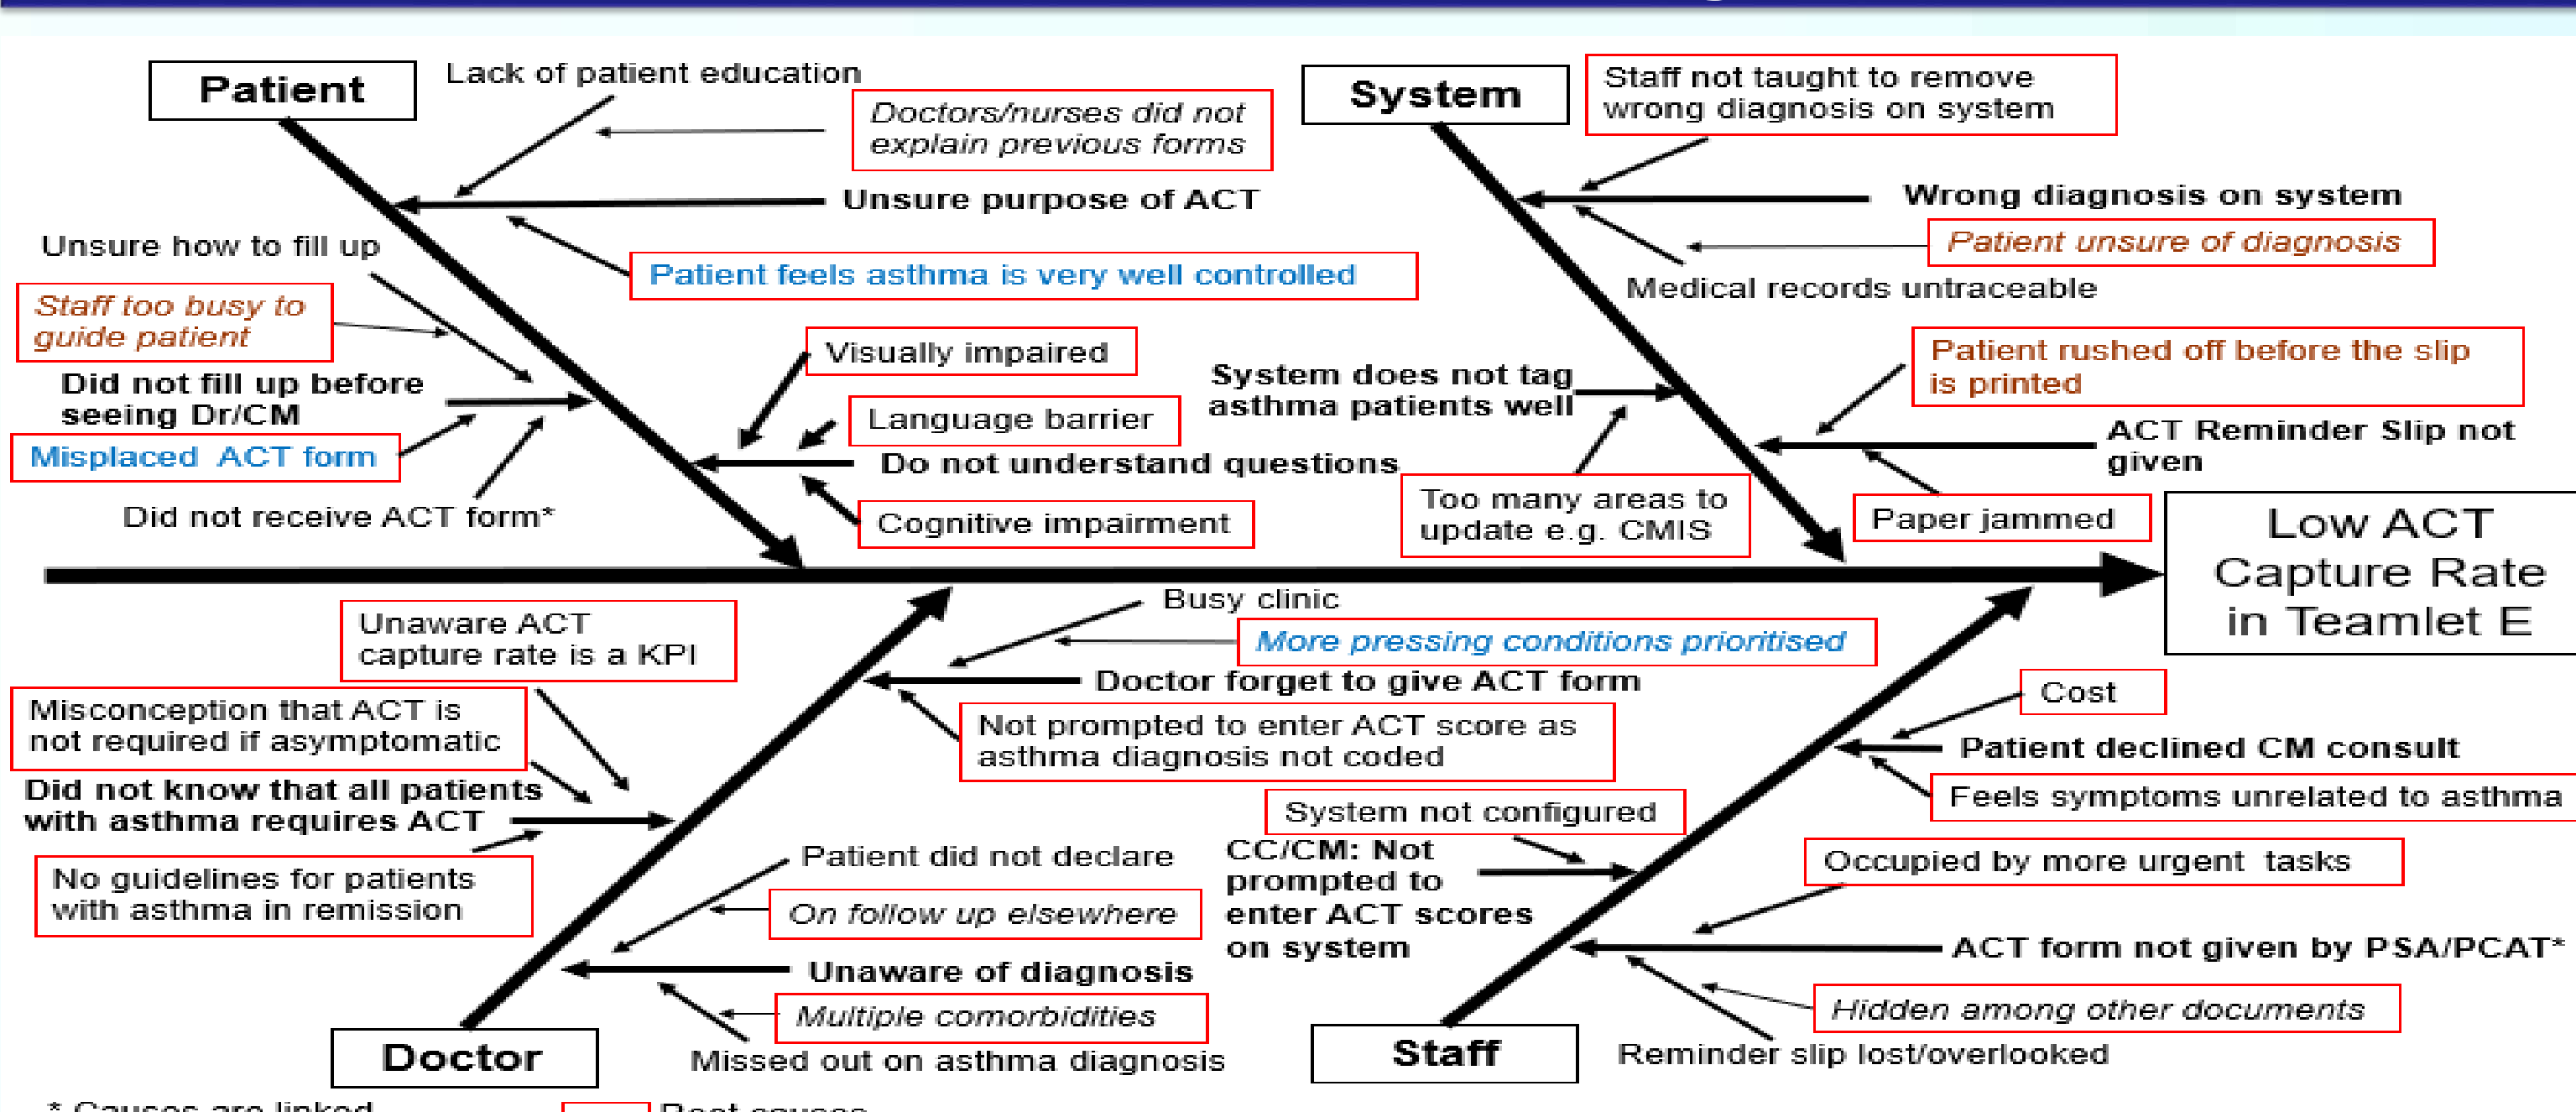 Patient
Lack of patient education
Doctors/nurses did not
explain previous forms
Unsure purpose of ACT
Patient feels asthma is very well controlled
Unsure how to fill up
Staff too busy to
guide patient
Did not fill up before
seeing Dr/CM
Misplaced ACT form
Did not receive ACT form*
Visually impaired
Language barrier
Do not understand questions
Cognitive impairment
System
Staff not taught to remove
wrong diagnosis on system
Wrong diagnosis on system
Patient unsure of diagnosis
Medical records untraceable
System does not tag
asthma patients well
Too many areas to
update e.g. CMIS
Patient rushed off before the slip
is printed
ACT Reminder Slip not
given
Paper jammed
Low ACT
Capture Rate
in Teamlet E
Unaware ACT
capture rate is a KPI
Misconception that ACT is
not required if asymptomatic
Did not know that all patients
with asthma requires ACT
No guidelines for patients
with asthma in remission
Busy clinic
More pressing conditions prioritised
Doctor forget to give ACT form
Not prompted to enter ACT score as
asthma diagnosis not coded
Patient did not declare
On follow up elsewhere
Unaware of diagnosis
Multiple comorbidities
Missed out on asthma diagnosis
Doctor
Cost
Patient declined CM consult
Feels symptoms unrelated to asthma
System not configured
CC/CM: Not
prompted to
enter ACT scores
on system
Occupied by more urgent tasks
ACT form not given by PSA/PCAT*
Hidden among other documents
Reminder slip lost/overlooked
Staff
* Causes are linked
Root causes